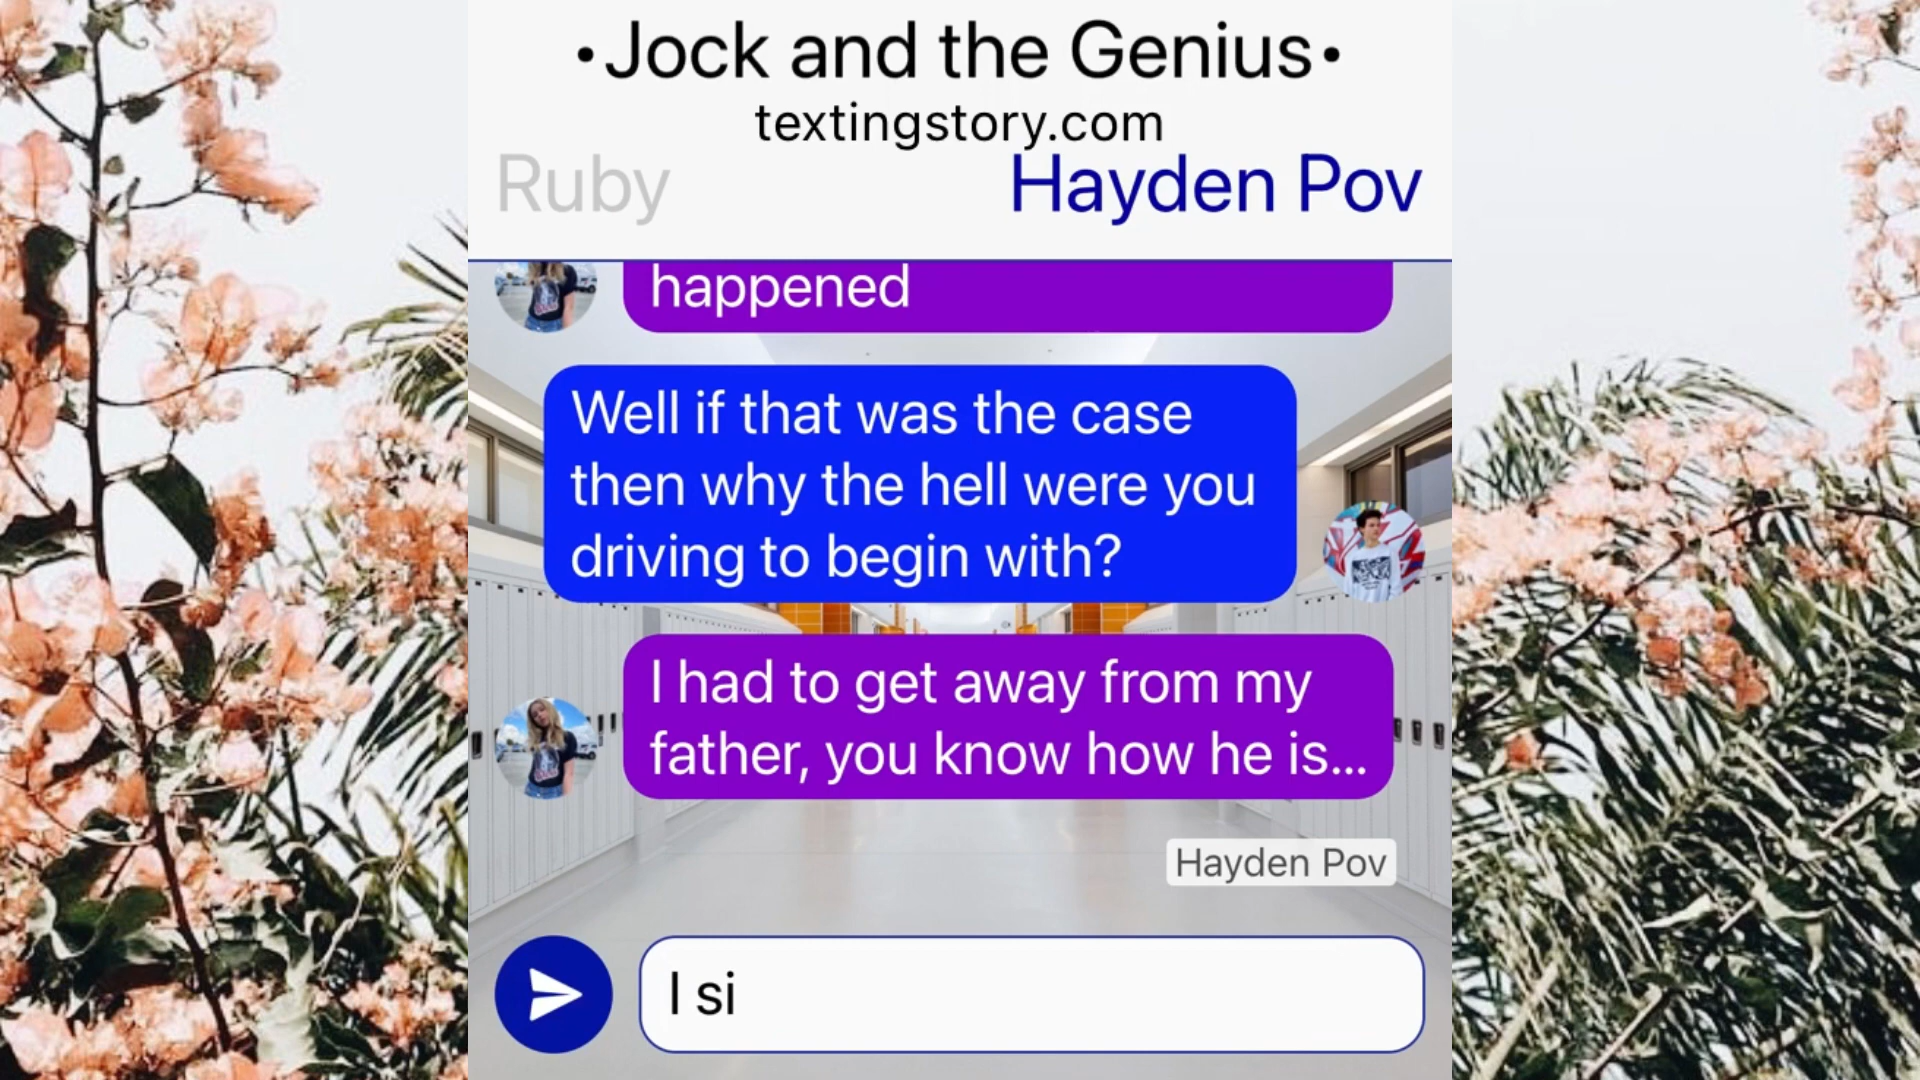 •Jock and the Genius•
textingstory.com
Ruby
Hayden Pov
happened
Well if that was the case
then why the hell were you
driving to begin with?
I had to get away from my
father, you know how he is...
Hayden Pov
I si